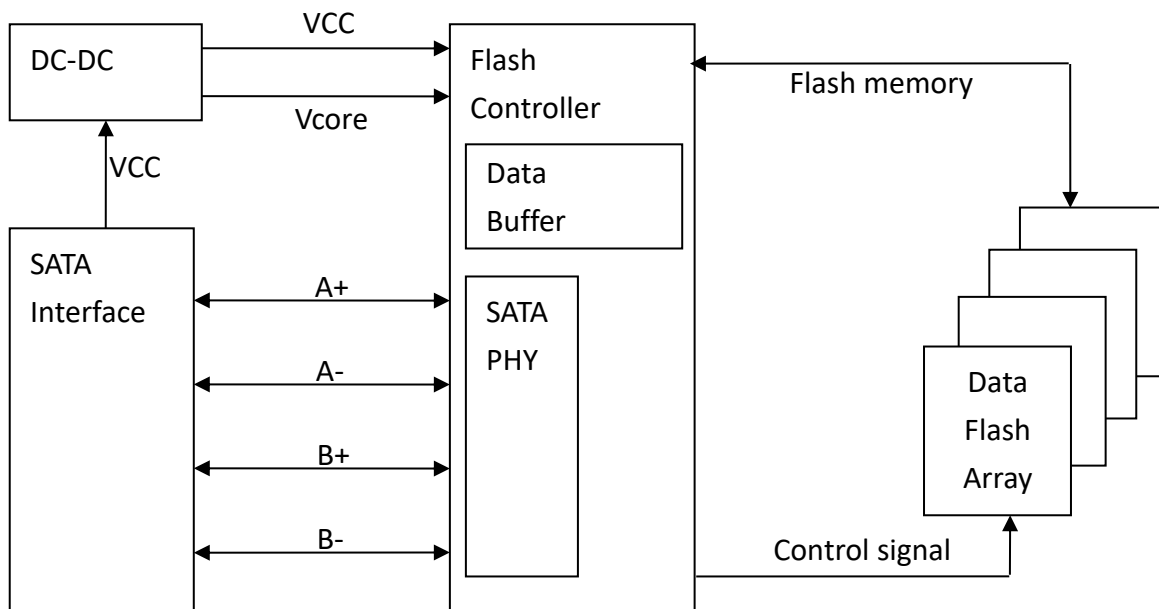 VCC
DC-DC
Flash
Controller
Flash memory
Vcore
VCC
Data
Buffer
SATA
Interface
A+
SATA
PHY
A-
Data
Flash
Array
B+
B-
Control signal